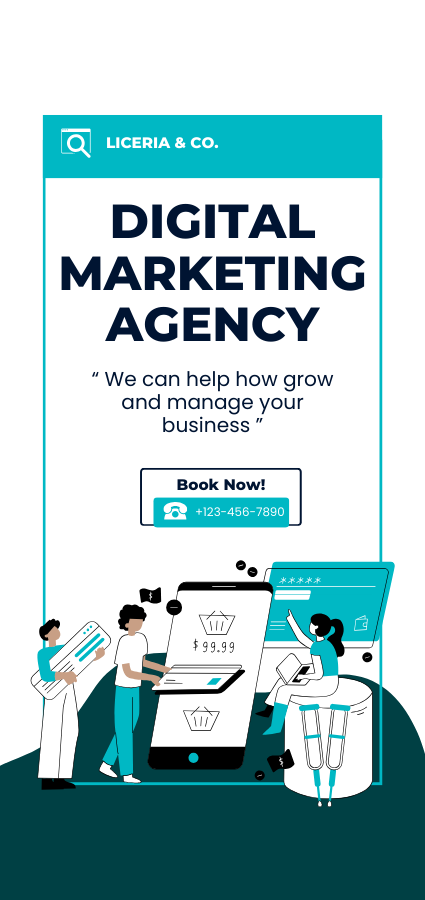 LICERIA & CO.
DIGITAL
MARKETING
AGENCY
“ We can help how grow
and manage your
business ”
Book Now!
+123-456-7890
*****
$ 99.99